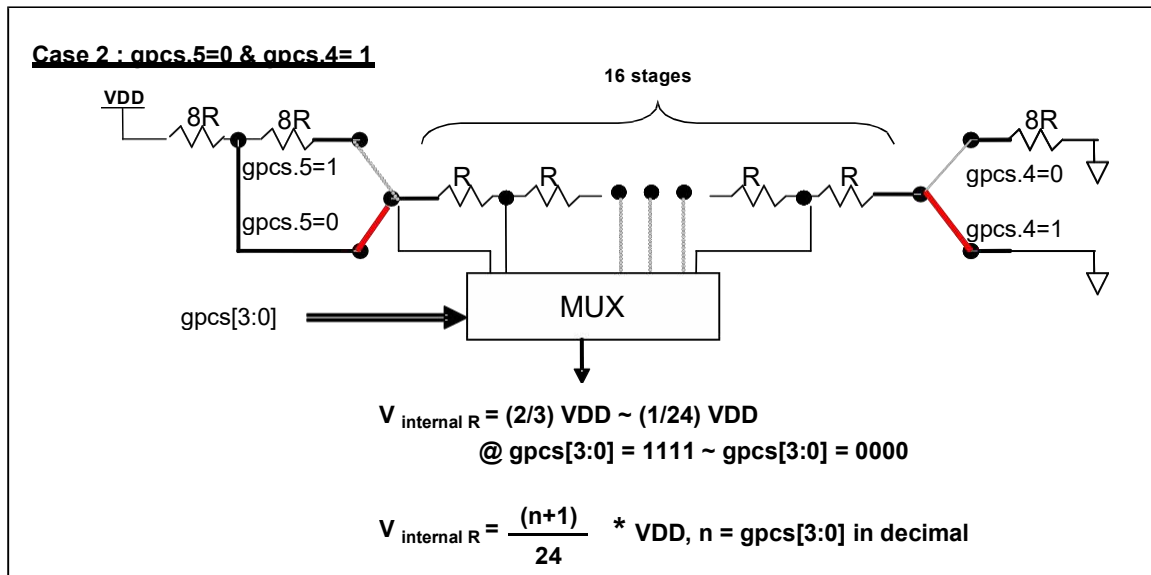 Case 2 : gpcs.5=0 & gpcs.4= 1
16 stages
VDD
8R
8R
8R
gpcs.5=1
gpcs.4=0
R
R
R
R
gpcs.5=0
gpcs.4=1
MUX
gpcs[3:0]
V internal R = (2/3) VDD ~ (1/24) VDD
@ gpcs[3:0] = 1111 ~ gpcs[3:0] = 0000
V internal R = (n+1)
24
* VDD, n = gpcs[3:0] in decimal